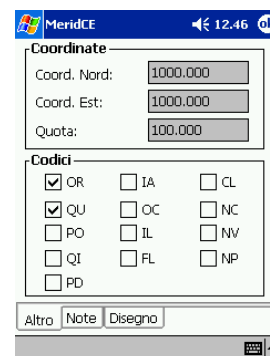 MeridCE 12.46 ok
Coordinate
Coord. Nord: 1000.000
Coord. Est: 1000.000
Quota: 100.000
Codici
OR IA CL
QU OC NC
PO IL NV
QI FL NP
PD
Altro Note Disegno